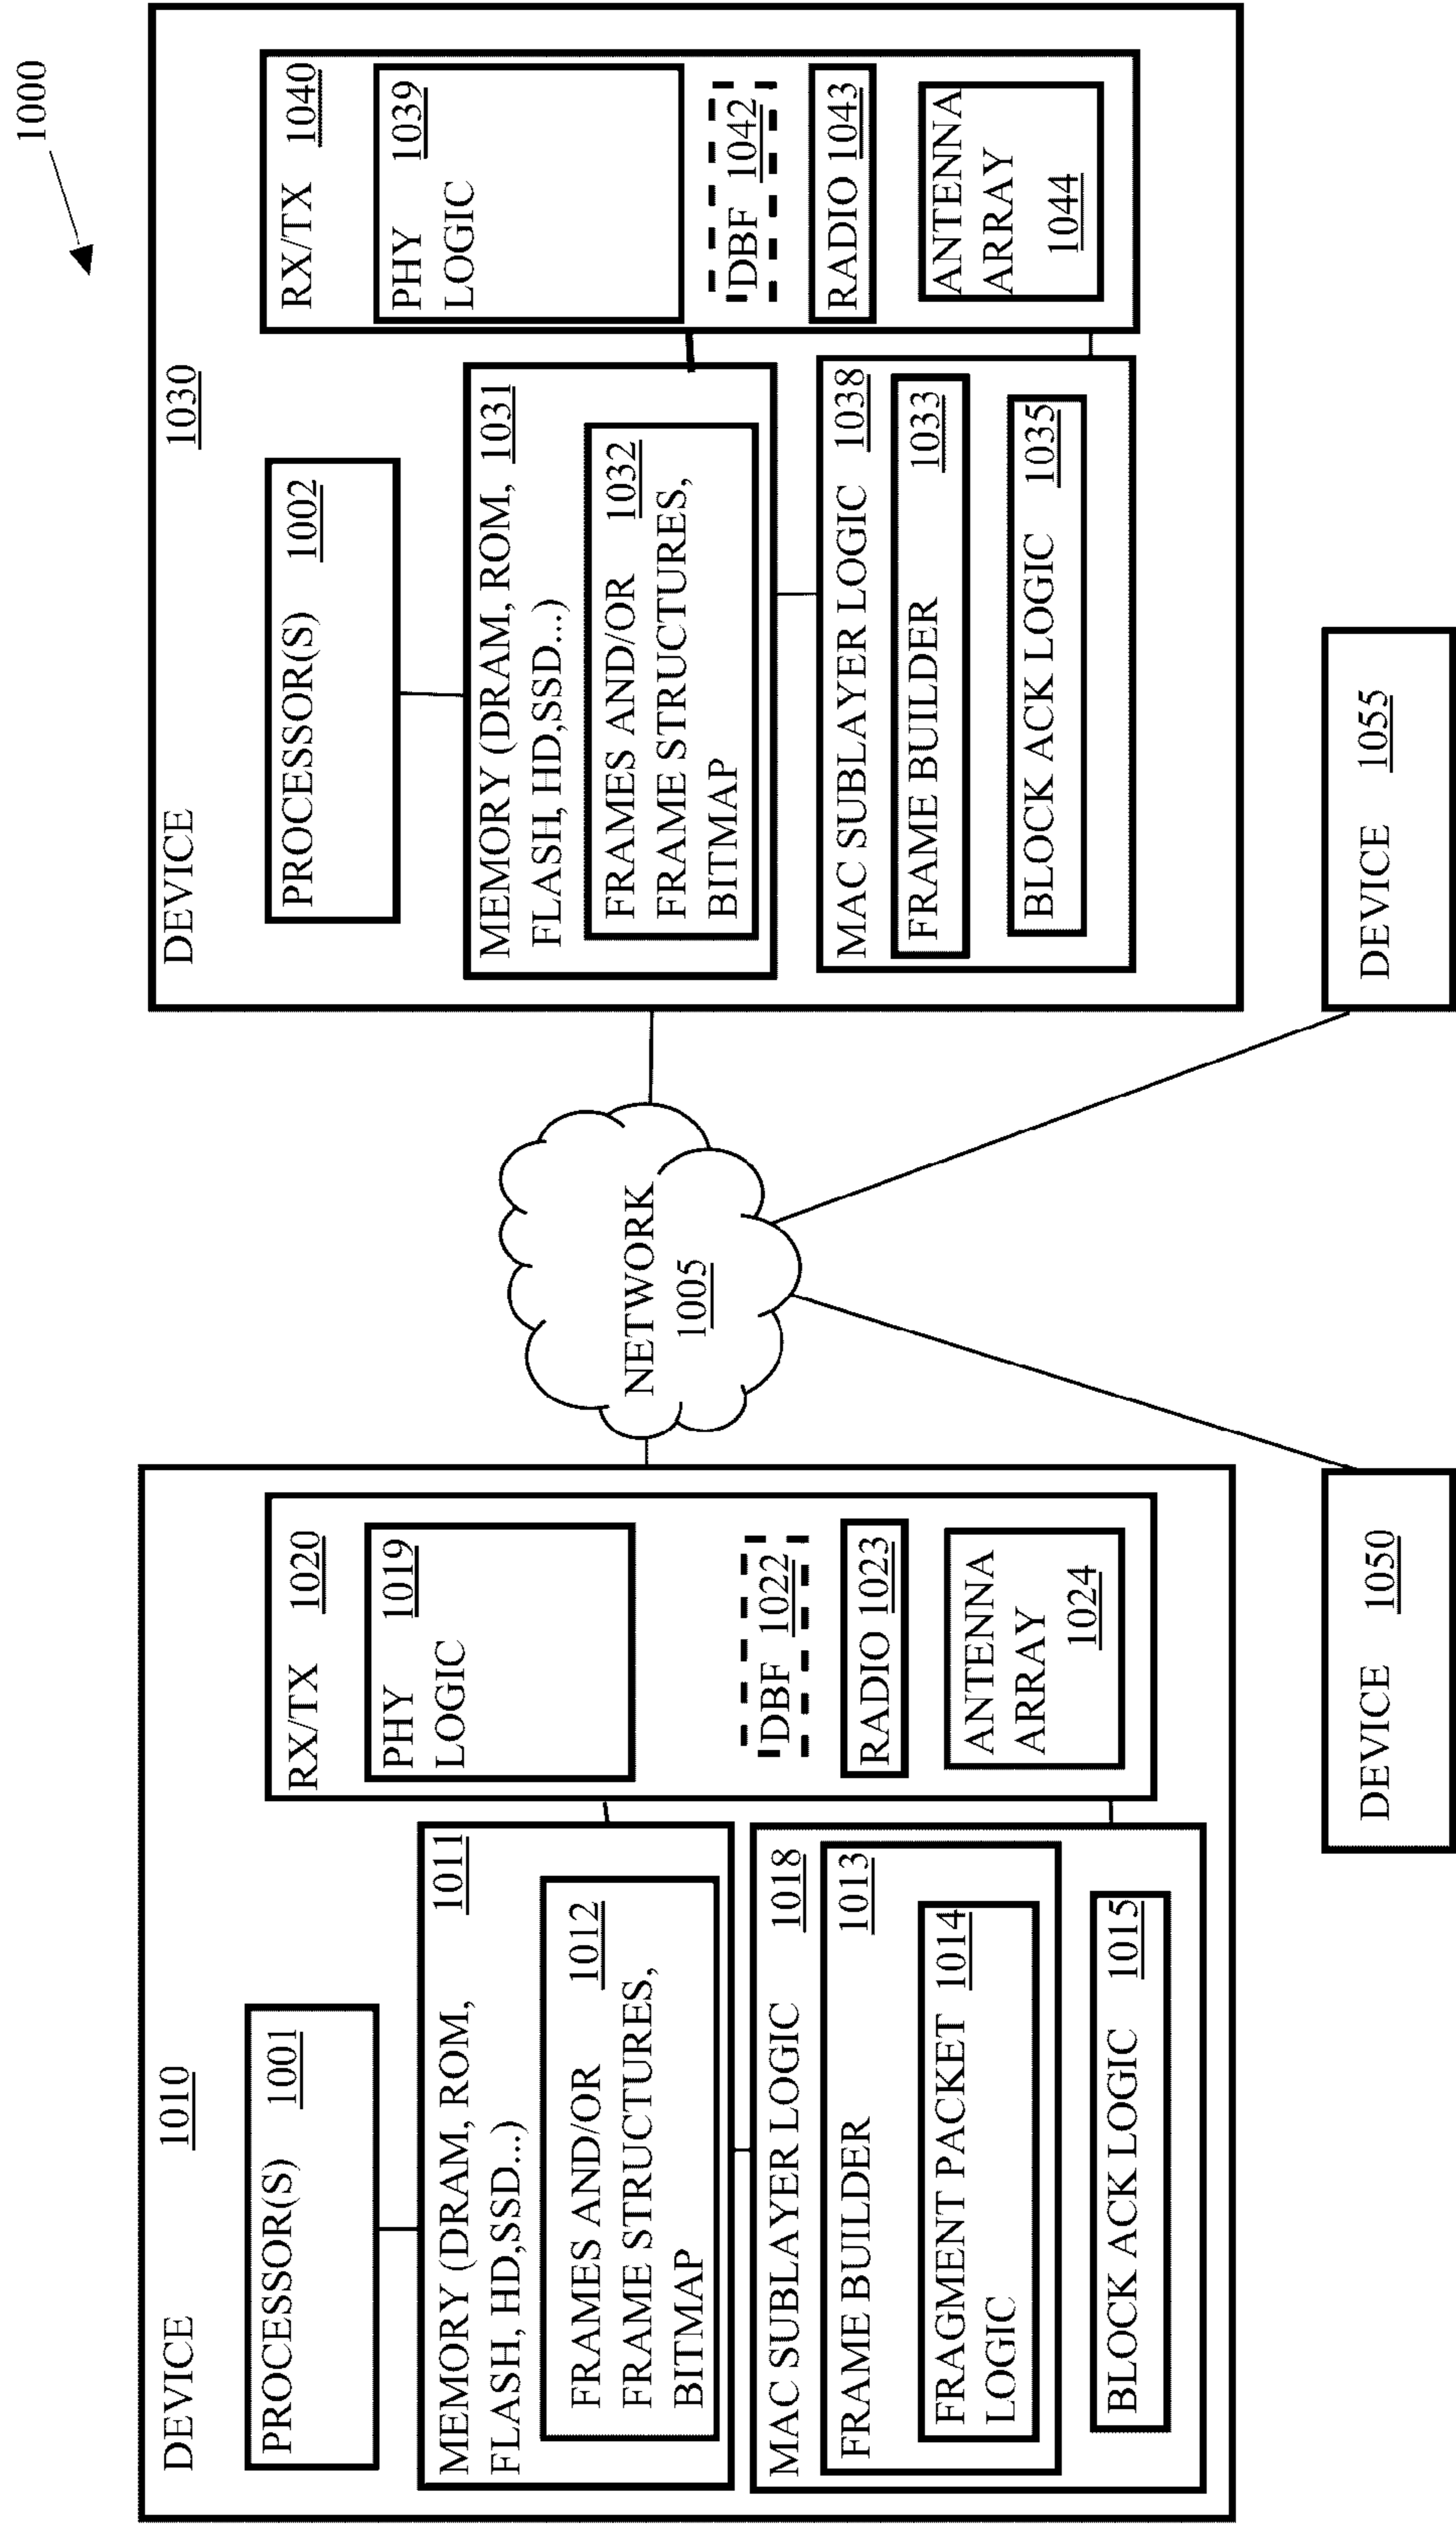 1000
DEVICE 1010
PROCESSOR(S) 1001
MEMORY (DRAM, ROM, 1011
FLASH, HD,SSD...)
FRAMES AND/OR 1012
FRAME STRUCTURES,
BITMAP
MAC SUBLAYER LOGIC 1018
FRAME BUILDER 1013
FRAGMENT PACKET 1014
LOGIC
BLOCK ACK LOGIC 1015
RX/TX 1020
PHY 1019
LOGIC
DBF 1022
RADIO 1023
ANTENNA
ARRAY
1024
NETWORK
1005
DEVICE 1030
PROCESSOR(S) 1002
MEMORY (DRAM, ROM, 1031
FLASH, HD,SSD...)
FRAMES AND/OR 1032
FRAME STRUCTURES,
BITMAP
MAC SUBLAYER LOGIC 1038
FRAME BUILDER 1033
BLOCK ACK LOGIC 1035
RX/TX 1040
PHY 1039
LOGIC
DBF 1042
RADIO 1043
ANTENNA
ARRAY
1044
DEVICE 1050
DEVICE 1055